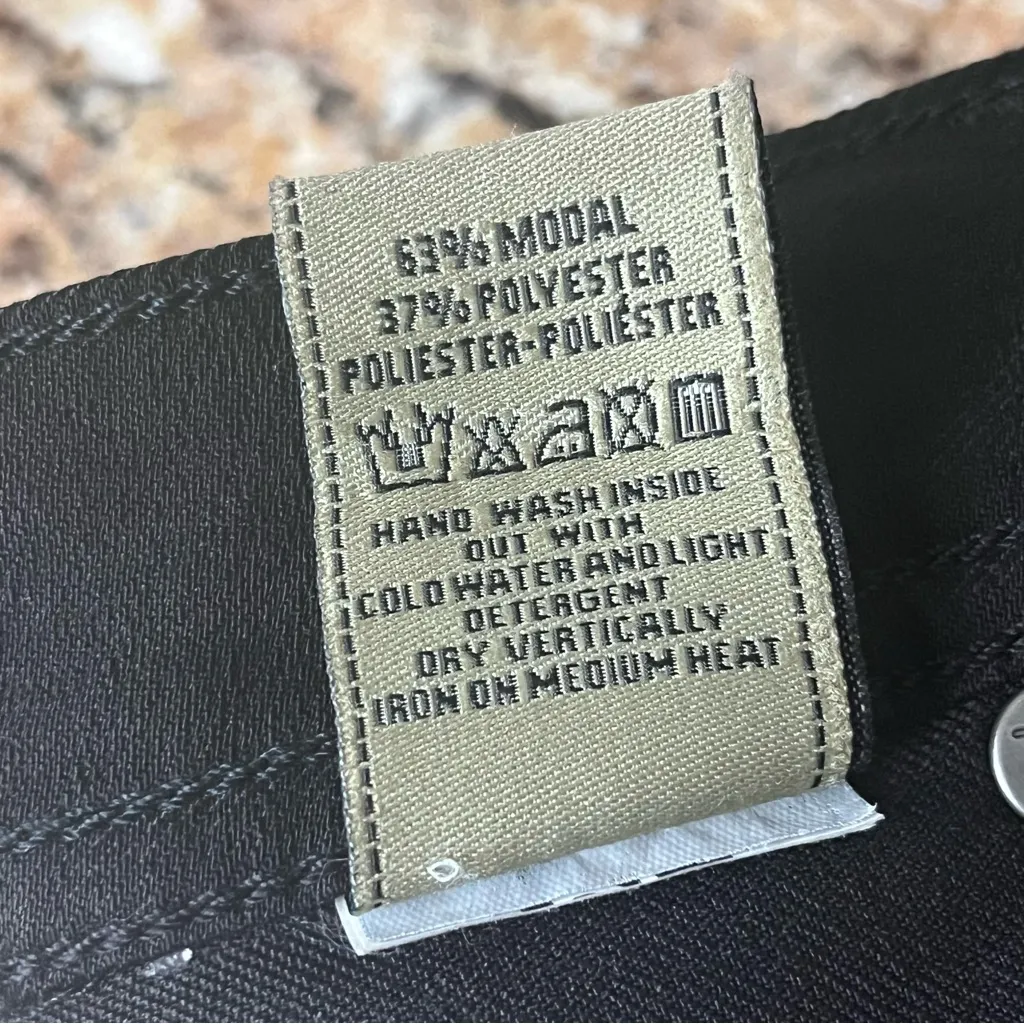 63% MODAL
37% POLYESTER
POLIESTER-POLIÉSTER
HAND WASH INSIDE
OUT WITH
COLD WATER AND LIGHT
DETERGENT
DRY VERTICALLY
IRON ON MEDIUM HEAT